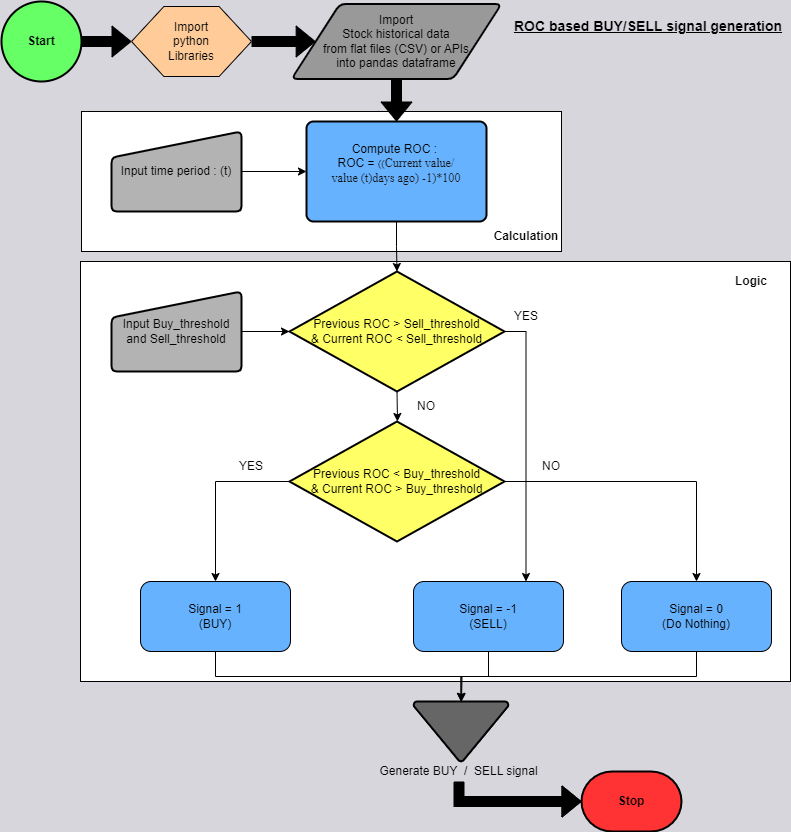 ROC based BUY/SELL signal generation
Start
Import
python
Libraries
Import
Stock historical data
from flat files (CSV) or APIs
into pandas dataframe
Input time period : (t)
Compute ROC :
ROC = ((Current value/
value (t)days ago) -1)*100
Calculation
Logic
Input Buy_threshold
and Sell_threshold
Previous ROC > Sell_threshold
& Current ROC < Sell_threshold
YES
NO
Previous ROC < Buy_threshold
& Current ROC > Buy_threshold
YES
NO
Signal = 1
(BUY)
Signal = -1
(SELL)
Signal = 0
(Do Nothing)
Generate BUY / SELL signal
Stop